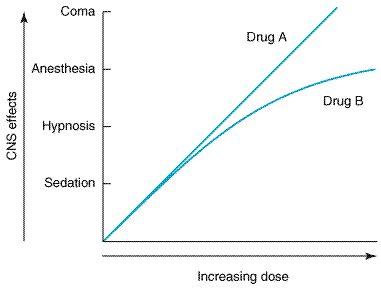 Coma
Drug A
Anesthesia
Drug B
Hypnosis
CNS effects
Sedation
Increasing dose